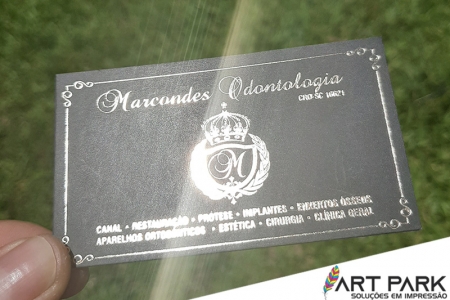 Marcondes Odontologia
CRO-SC 16621
M
CANAL • RESTAURAÇÃO • PRÓTESE • IMPLANTES • ENXERTOS ÓSSEOS
APARELHOS ORTODÔNTICOS • ESTÉTICA • CIRURGIA • CLÍNICA GERAL
ART PARK
SOLUÇÕES EM IMPRESSÃO